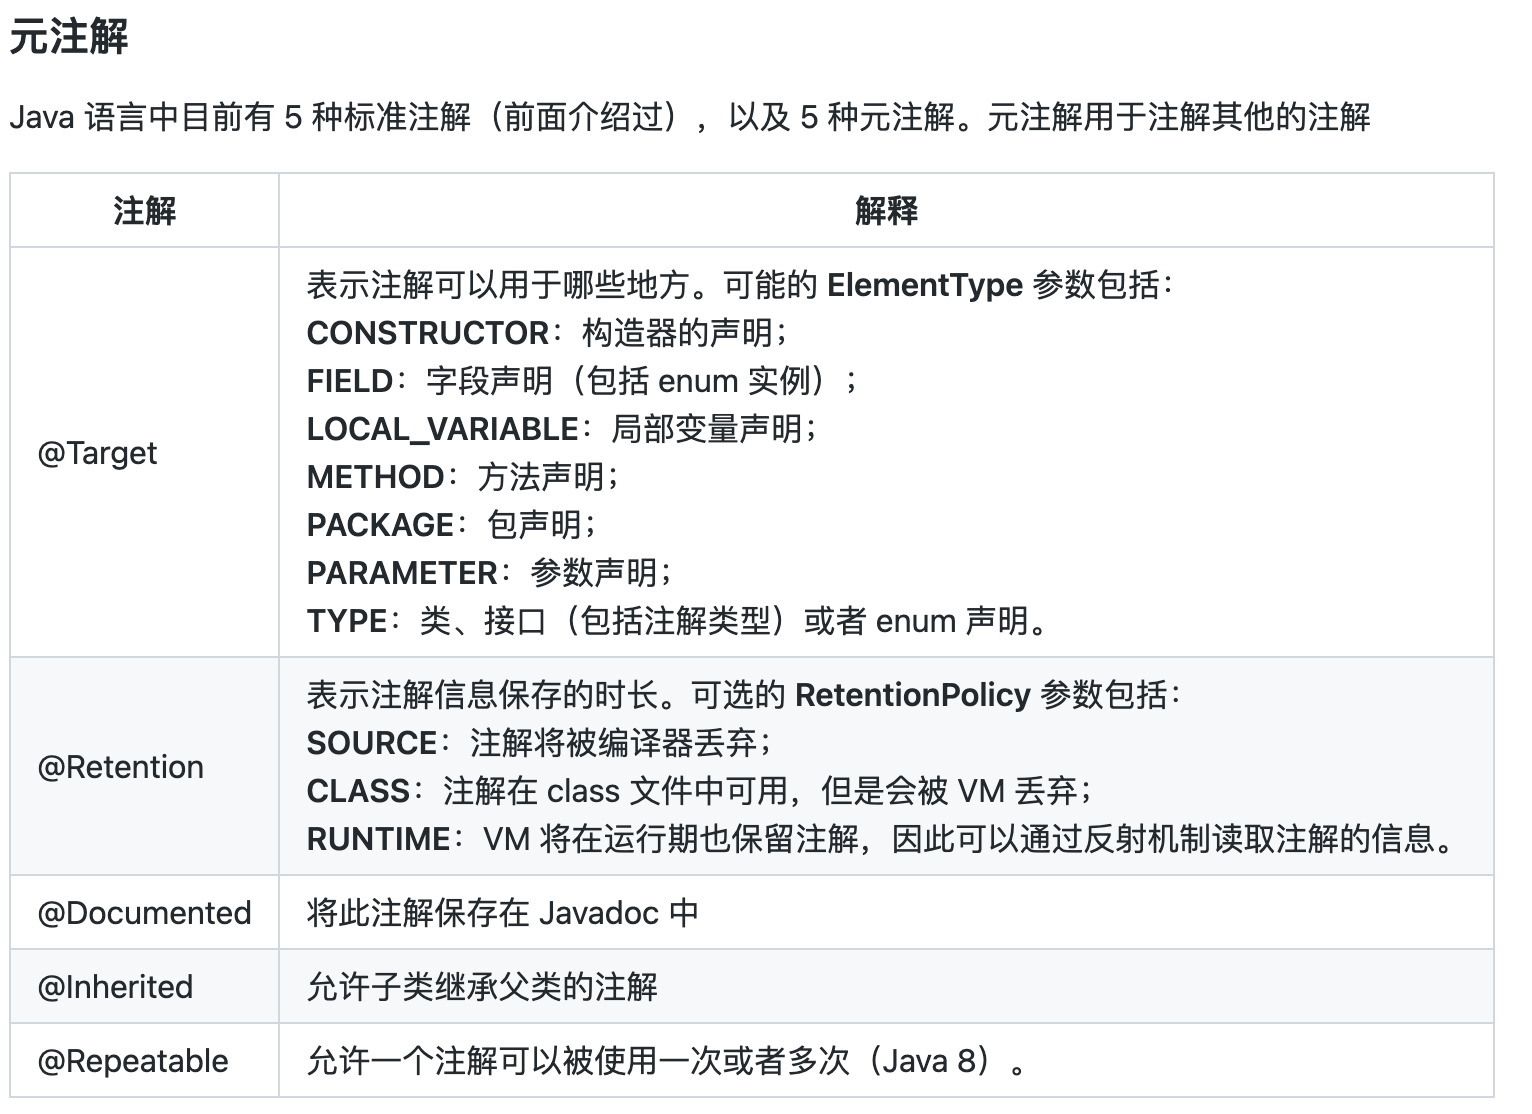 元注解
Java 语言中目前有 5 种标准注解（前面介绍过），以及 5 种元注解。元注解用于注解其他的注解
注解 解释
@Target
表示注解可以用于哪些地方。可能的 ElementType 参数包括：
CONSTRUCTOR：构造器的声明；
FIELD：字段声明（包括 enum 实例）；
LOCAL_VARIABLE：局部变量声明；
METHOD：方法声明；
PACKAGE：包声明；
PARAMETER：参数声明；
TYPE：类、接口（包括注解类型）或者 enum 声明。
@Retention
表示注解信息保存的时长。可选的 RetentionPolicy 参数包括：
SOURCE：注解将被编译器丢弃；
CLASS：注解在 class 文件中可用，但是会被 VM 丢弃；
RUNTIME：VM 将在运行期也保留注解，因此可以通过反射机制读取注解的信息。
@Documented 将此注解保存在 Javadoc 中
@Inherited 允许子类继承父类的注解
@Repeatable 允许一个注解可以被使用一次或者多次（Java 8）。